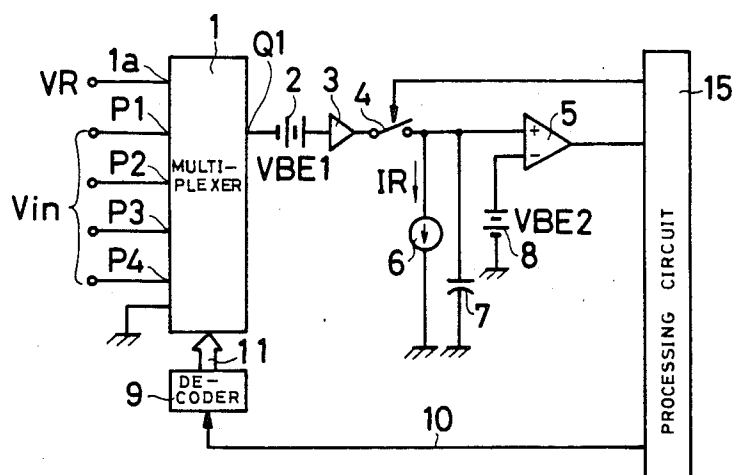 1
Q1
1a
VR
P1
P2
Vin
P3
P4
MULTI-
PLEXER
2
VBE1
3
4
IR
6
7
+
-
5
VBE2
8
15
PROCESSING CIRCUIT
11
9
DE-
CODER
10